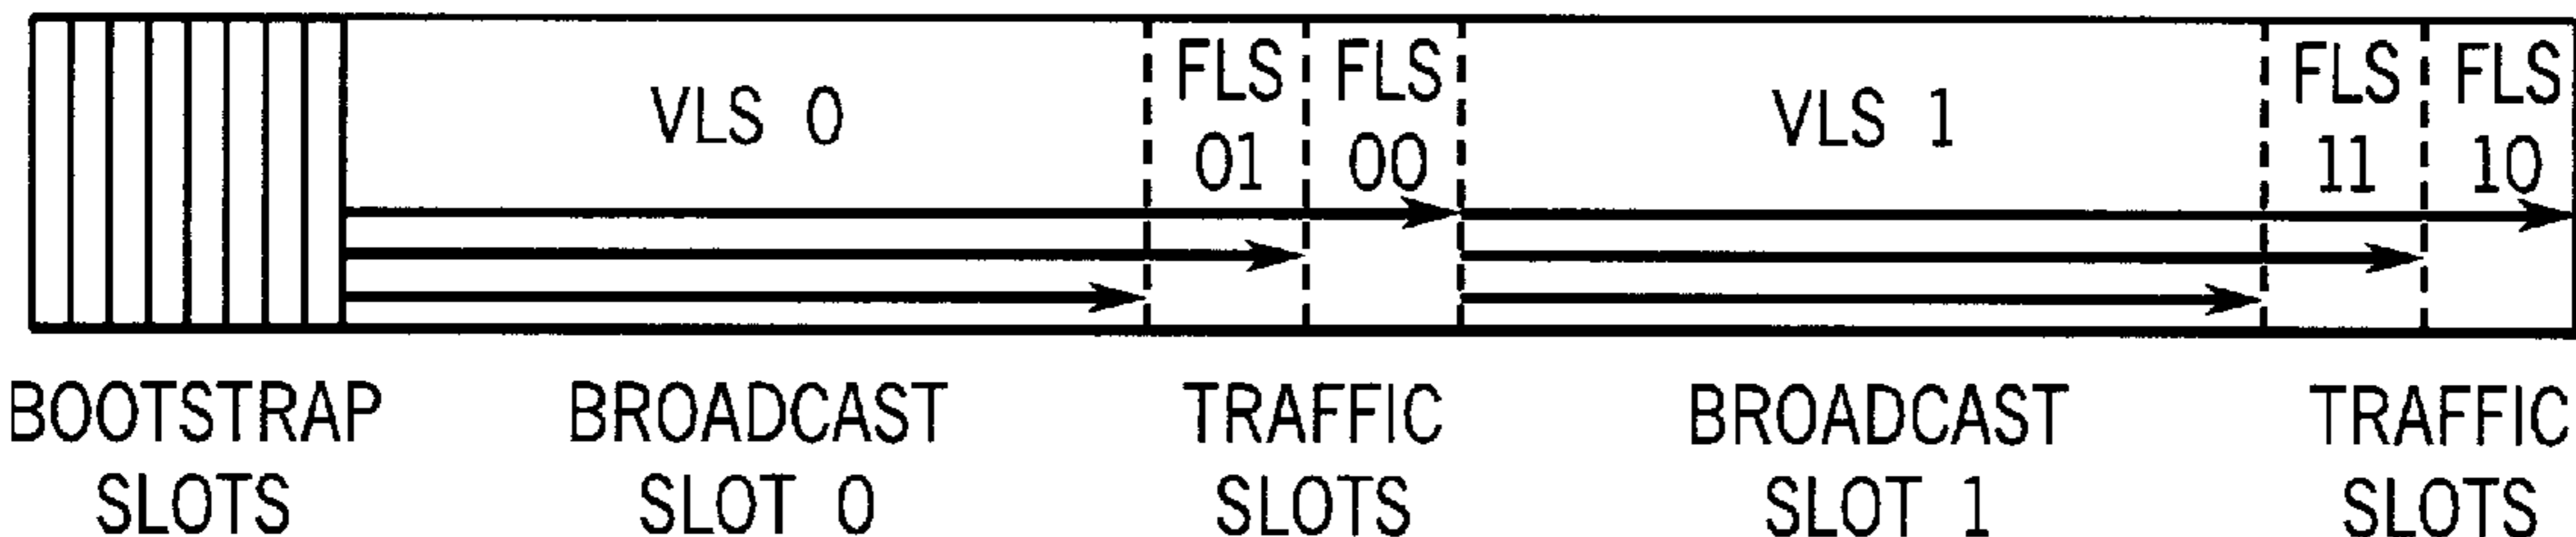 VLS 0
FLS 01
FLS 00
VLS 1
FLS 11
FLS 10
BOOTSTRAP SLOTS
BROADCAST SLOT 0
TRAFFIC SLOTS
BROADCAST SLOT 1
TRAFFIC SLOTS